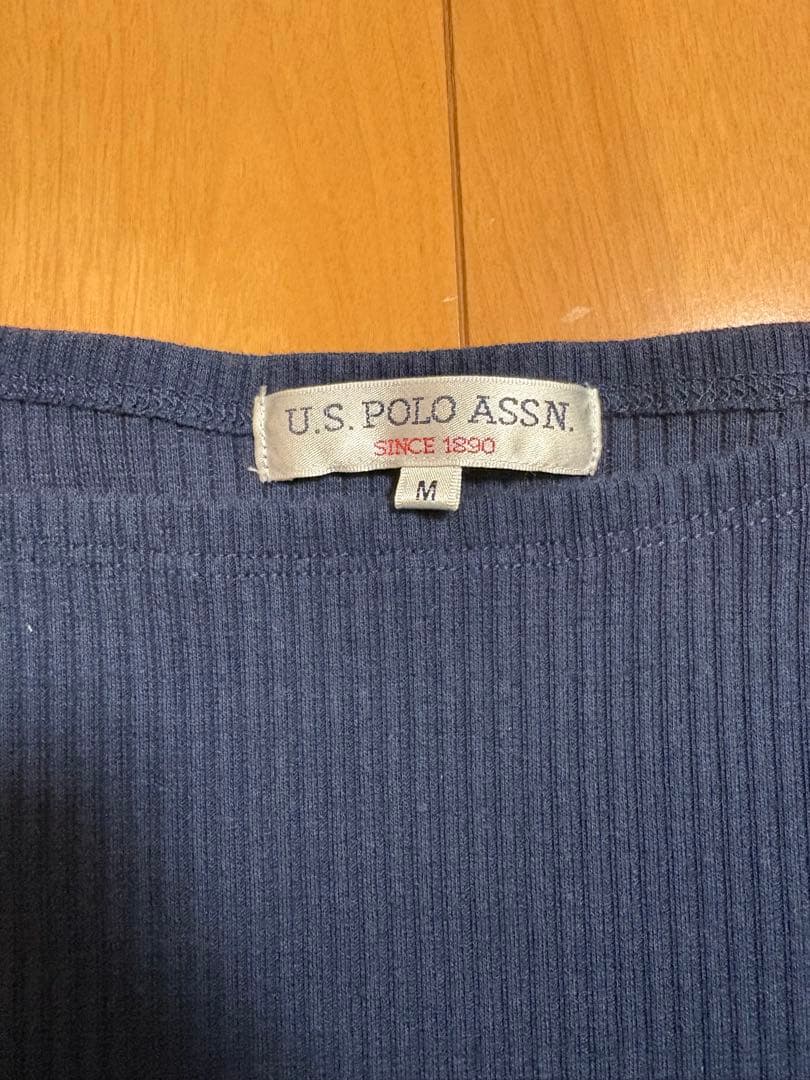 U.S. POLO ASSN.
SINCE 1890
M